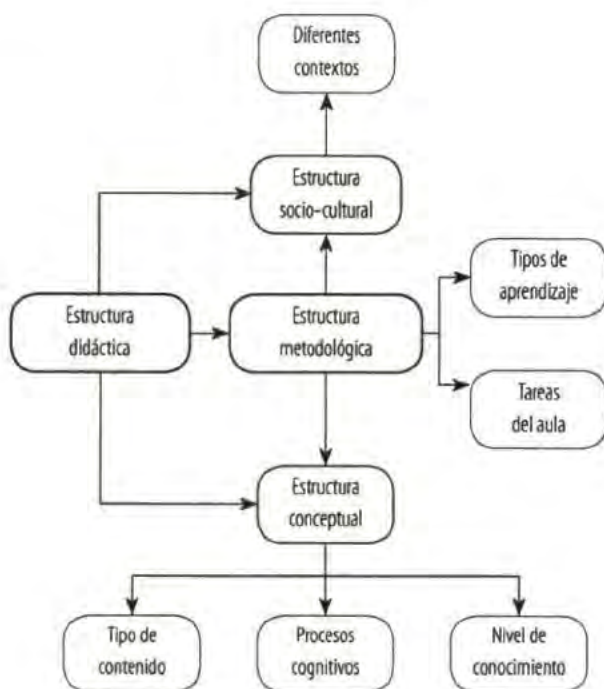 Diferentes
contextos
Estructura
socio-cultural
Estructura
didáctica
Estructura
metodológica
Tipos de
aprendizaje
Tareas
del aula
Estructura
conceptual
Tipo de
contenido
Procesos
cognitivos
Nivel de
conocimiento